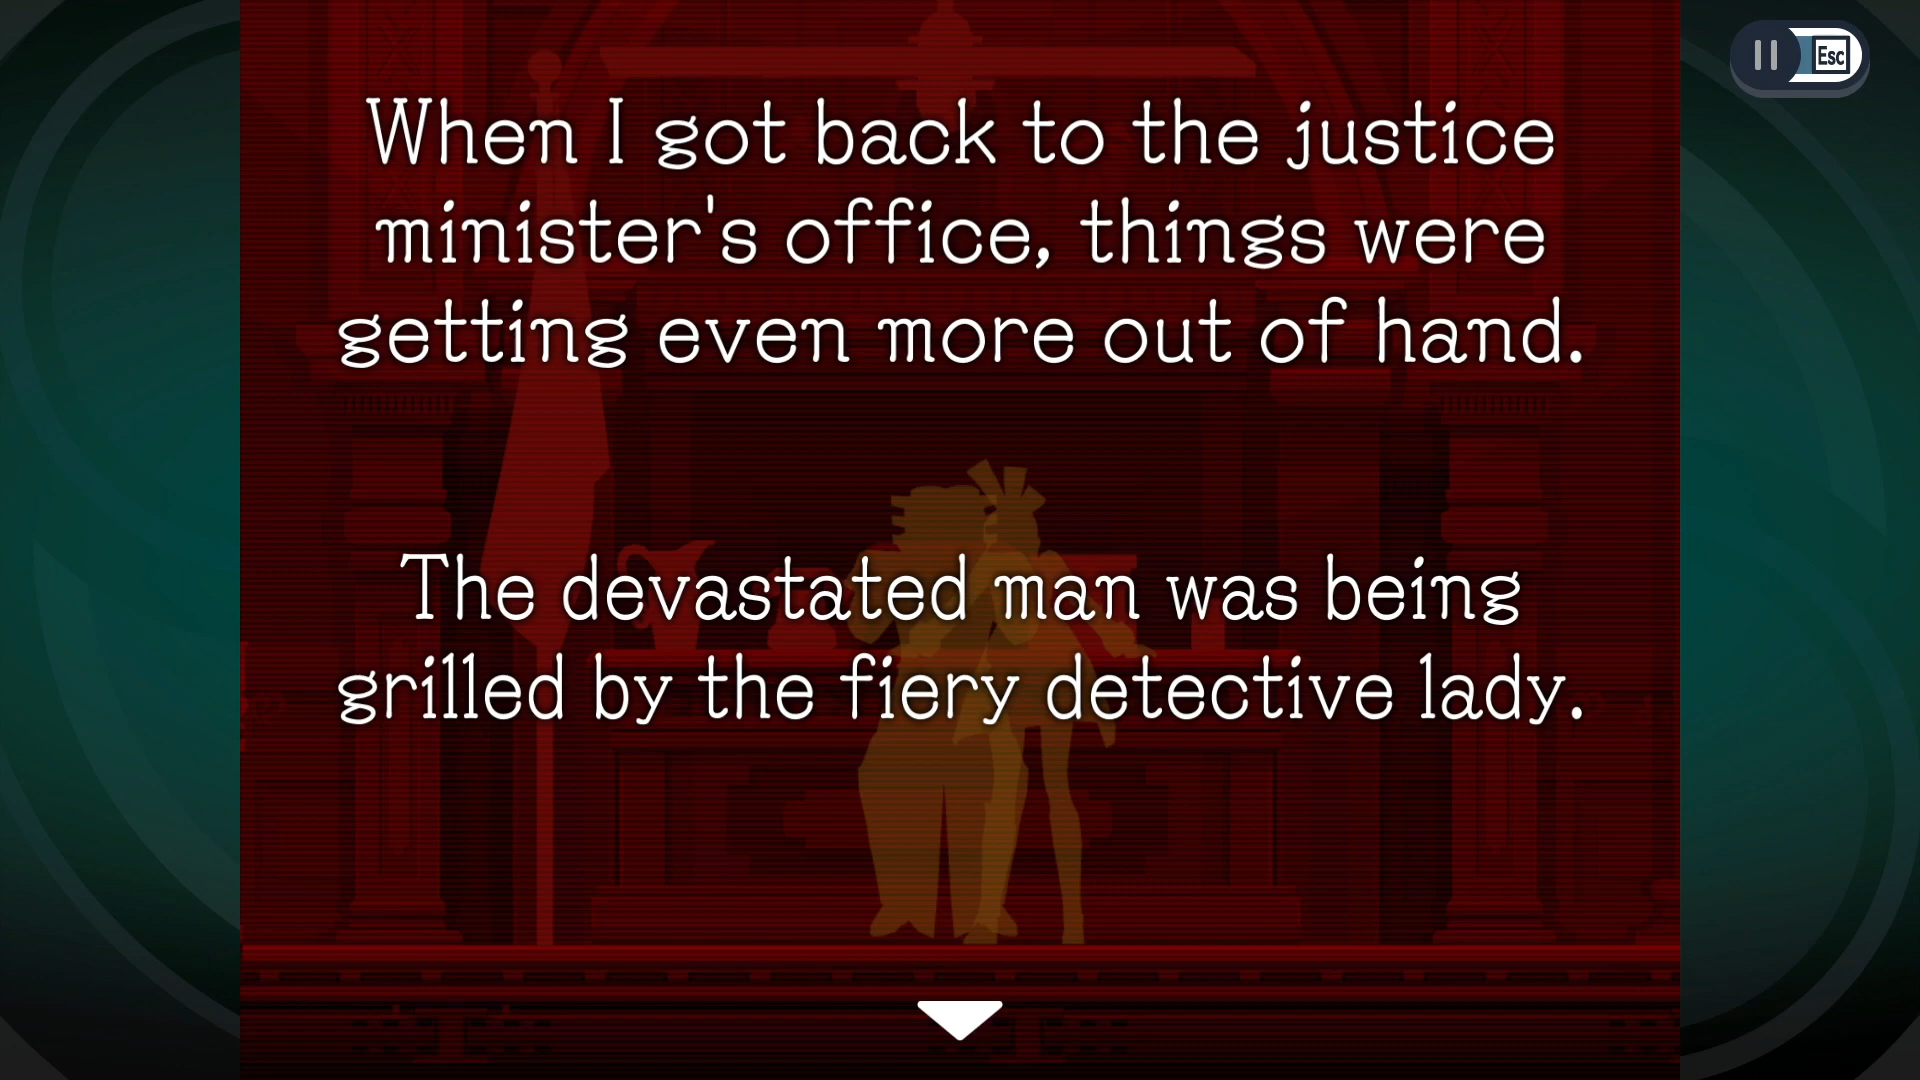 Esc
When I got back to the justice
minister's office, things were
getting even more out of hand.
The devastated man was being
grilled by the fiery detective lady.